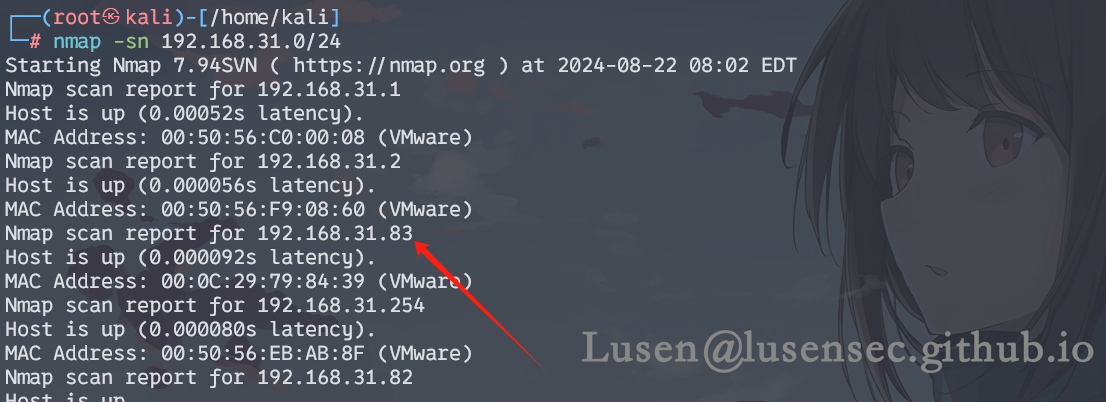 ┌──(root㉿kali)-[/home/kali]
└─# nmap -sn 192.168.31.0/24
Starting Nmap 7.94SVN ( https://nmap.org ) at 2024-08-22 08:02 EDT
Nmap scan report for 192.168.31.1
Host is up (0.00052s latency).
MAC Address: 00:50:56:C0:00:08 (VMware)
Nmap scan report for 192.168.31.2
Host is up (0.000056s latency).
MAC Address: 00:50:56:F9:08:60 (VMware)
Nmap scan report for 192.168.31.83
Host is up (0.000092s latency).
MAC Address: 00:0C:29:79:84:39 (VMware)
Nmap scan report for 192.168.31.254
Host is up (0.000080s latency).
MAC Address: 00:50:56:EB:AB:8F (VMware)
Nmap scan report for 192.168.31.82
Host is up
Lusen@lusensec.github.io